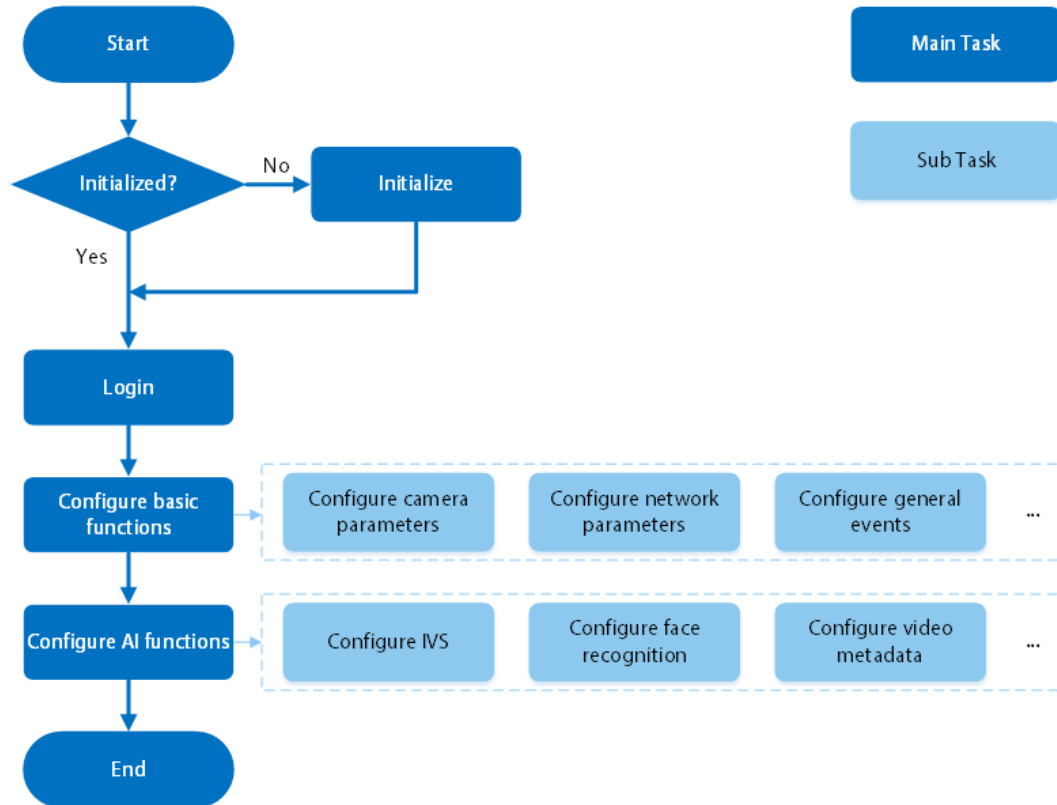 Start
Main Task
Initialized?
No
Initialize
Sub Task
Yes
Login
Configure basic
functions
Configure camera
parameters
Configure network
parameters
Configure general
events
...
Configure AI functions
Configure IVS
Configure face
recognition
Configure video
metadata
...
End